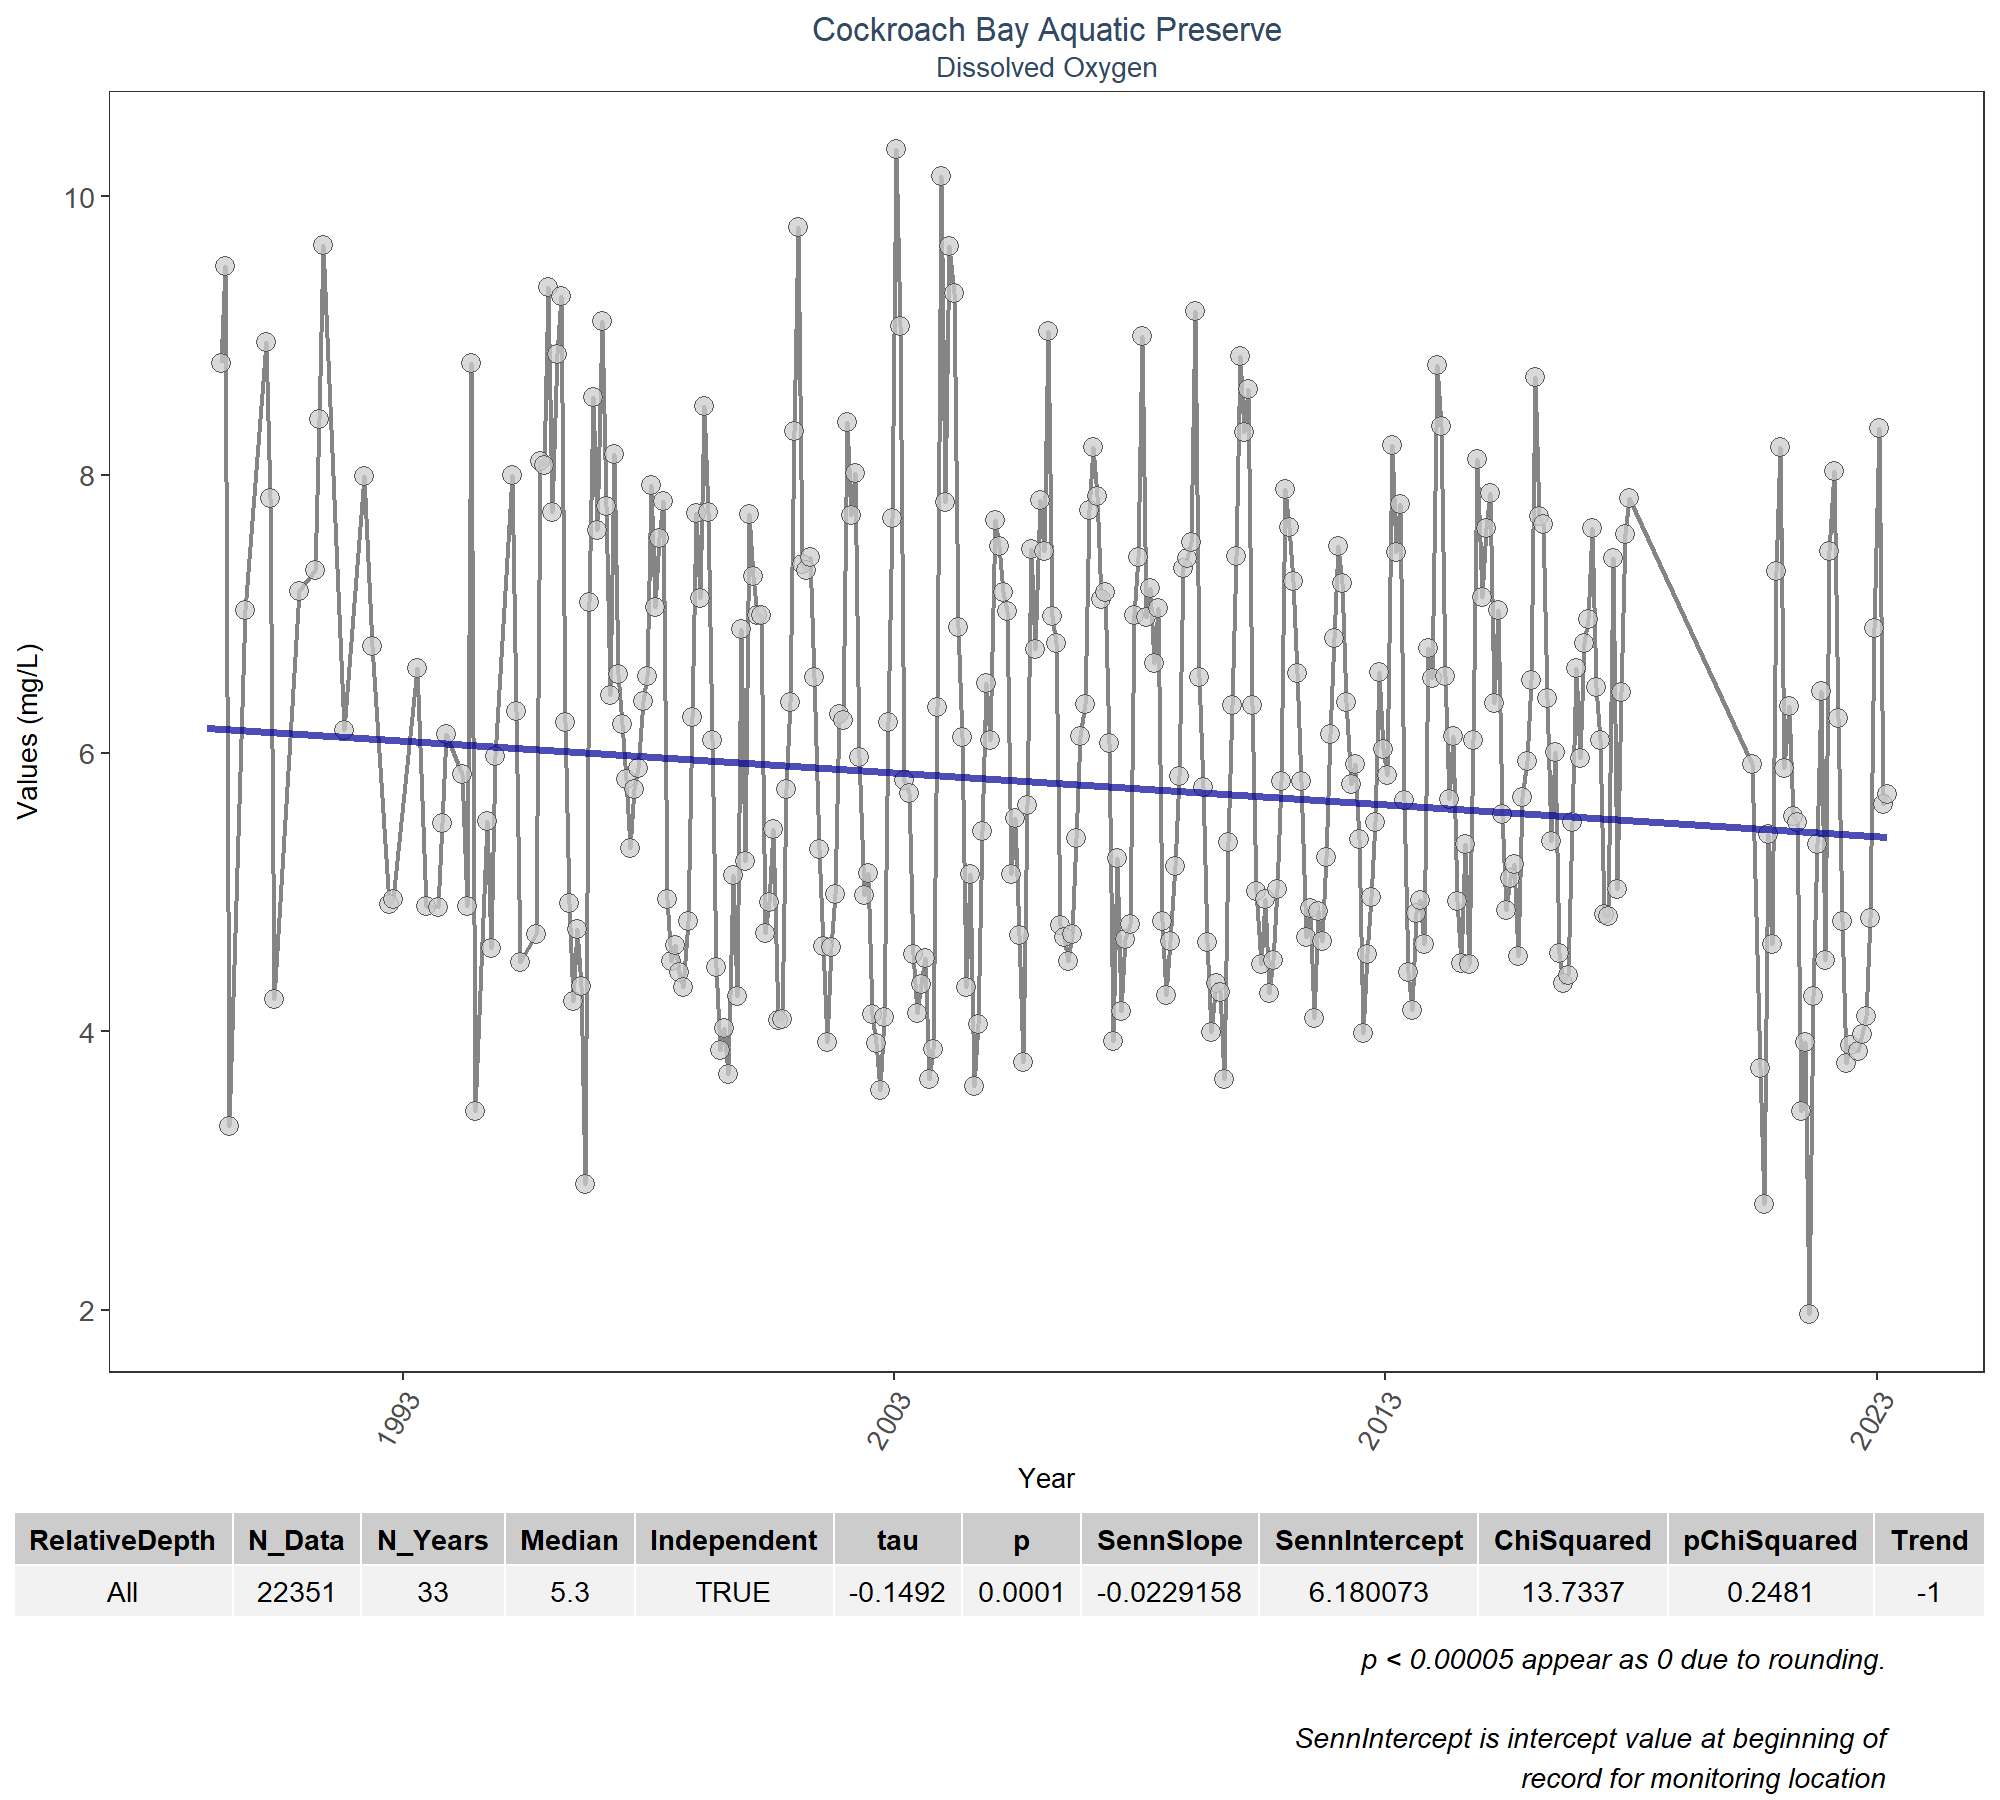 Cockroach Bay Aquatic Preserve
Dissolved Oxygen
Values (mg/L)
10
8
6
4
2
1993
2003
2013
2023
Year
RelativeDepth N_Data N_Years Median Independent tau p SennSlope SennIntercept ChiSquared pChiSquared Trend
All 22351 33 5.3 TRUE -0.1492 0.0001 -0.0229158 6.180073 13.7337 0.2481 -1
p < 0.00005 appear as 0 due to rounding.
SennIntercept is intercept value at beginning of
record for monitoring location